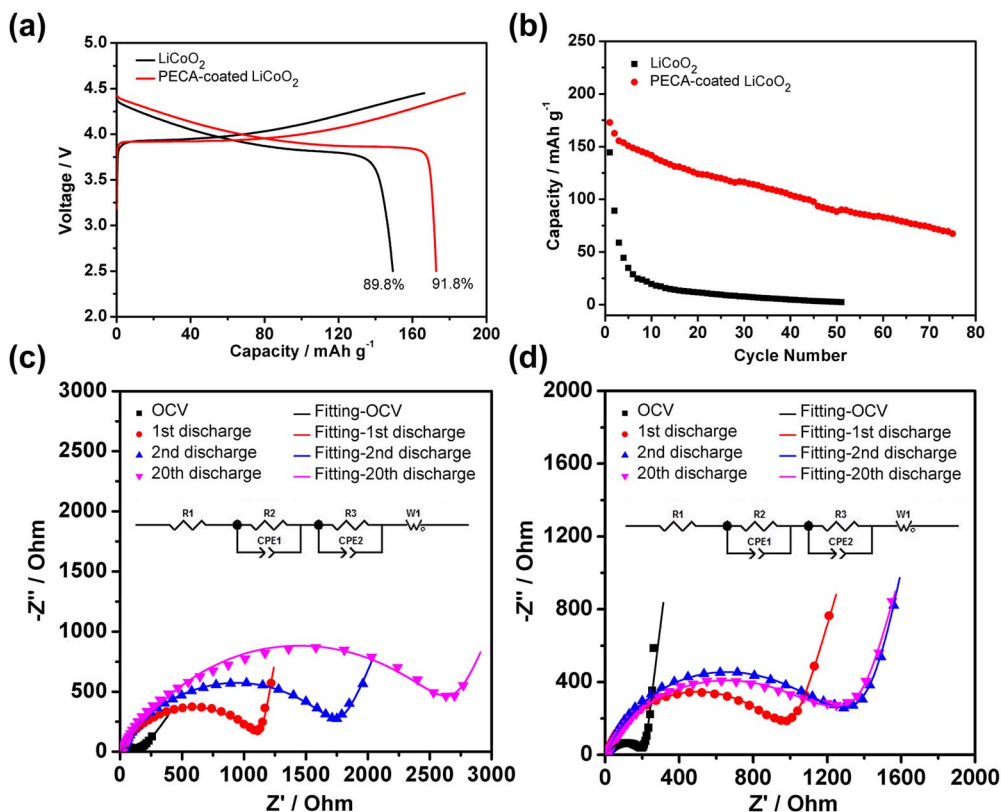 (a)
5.0
4.5
4.0
3.5
3.0
2.5
2.0
Voltage / V
LiCoO₂
PECA-coated LiCoO₂
89.8%
91.8%
0
40
80
120
160
200
Capacity / mAh g⁻¹
(b)
250
200
150
100
50
0
Capacity / mAh g⁻¹
LiCoO₂
PECA-coated LiCoO₂
0
10
20
30
40
50
60
70
80
Cycle Number
(c)
3000
2500
2000
1500
1000
500
0
-Z'' / Ohm
OCV
1st discharge
2nd discharge
20th discharge
Fitting-OCV
Fitting-1st discharge
Fitting-2nd discharge
Fitting-20th discharge
R1
R2
R3
W1
CPE1
CPE2
0
500
1000
1500
2000
2500
3000
Z' / Ohm
(d)
2000
1600
1200
800
400
0
-Z'' / Ohm
OCV
1st discharge
2nd discharge
20th discharge
Fitting-OCV
Fitting-1st discharge
Fitting-2nd discharge
Fitting-20th discharge
R1
R2
R3
W1
CPE1
CPE2
0
400
800
1200
1600
2000
Z' / Ohm